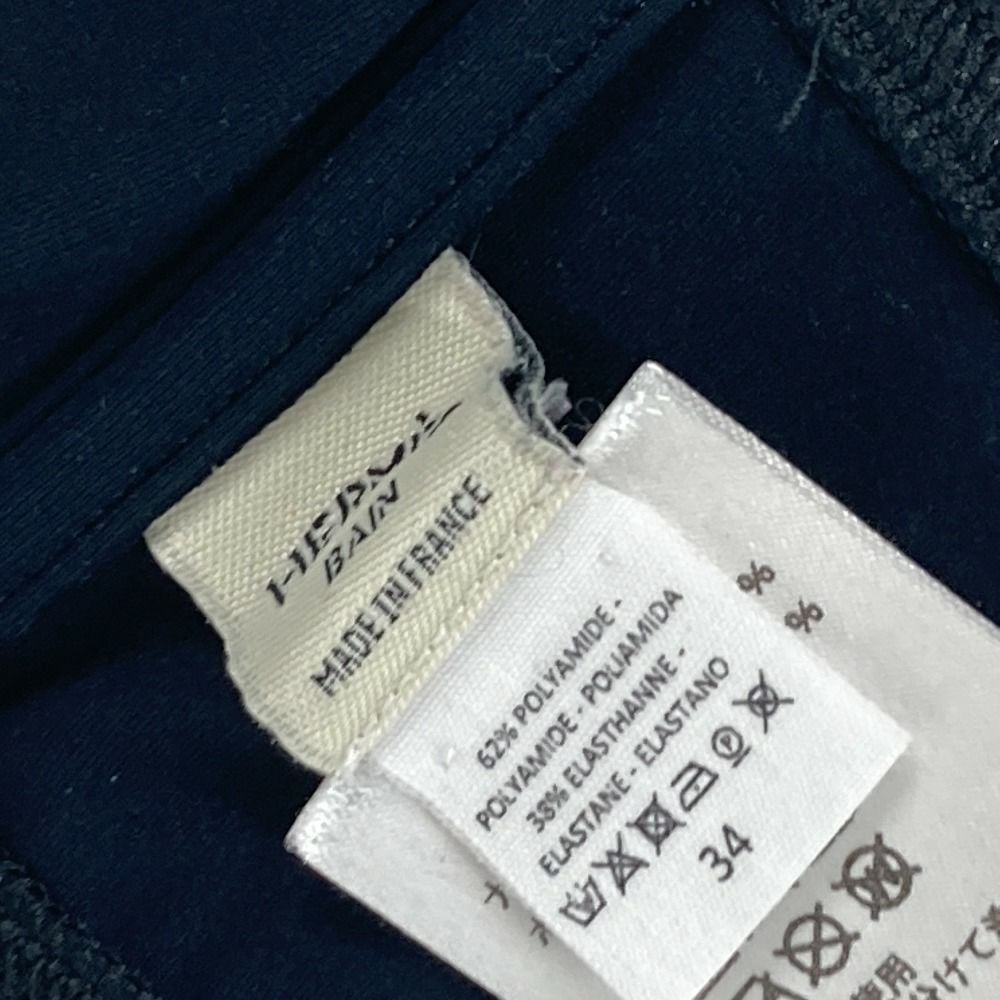 HERMÈS
BAIN
MADE IN FRANCE
62% POLYAMIDE -
POLYAMIDE - POLIAMIDA
38% ELASTHANNE -
ELASTANE - ELASTANO
34
%
%